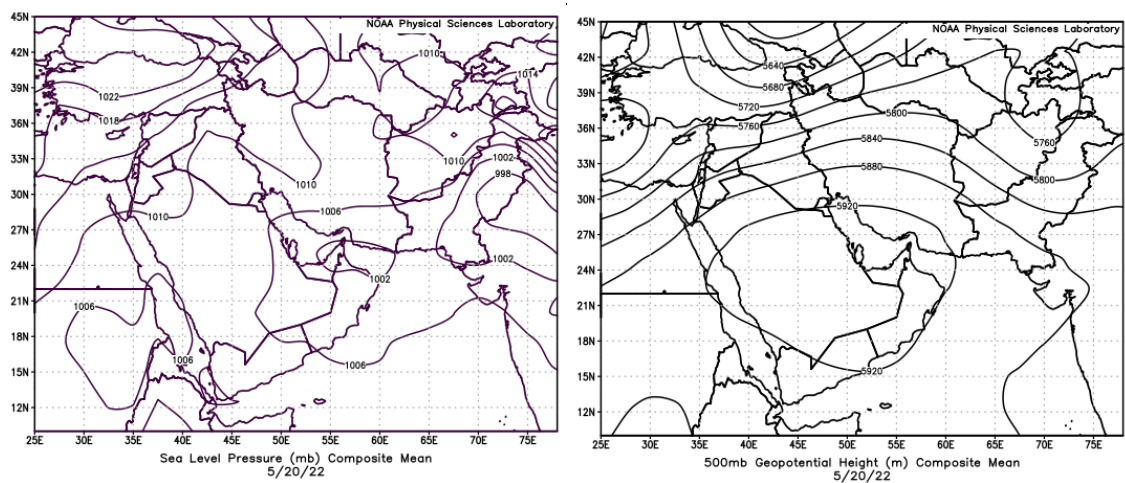 NOAA Physical Sciences Laboratory
45N
42N
39N
36N
33N
30N
27N
24N
21N
18N
15N
12N
1010
1014
1022
1018
1010
1002
998
1010
1010
1006
1002
1002
1006
1006
1006
25E 30E 35E 40E 45E 50E 55E 60E 65E 70E 75E
Sea Level Pressure (mb) Composite Mean
5/20/22
NOAA Physical Sciences Laboratory
45N
42N
39N
36N
33N
30N
27N
24N
21N
18N
15N
12N
5640
5680
5720
5760
5800
5840
5760
5880
5800
5920
5920
25E 30E 35E 40E 45E 50E 55E 60E 65E 70E 75E
500mb Geopotential Height (m) Composite Mean
5/20/22